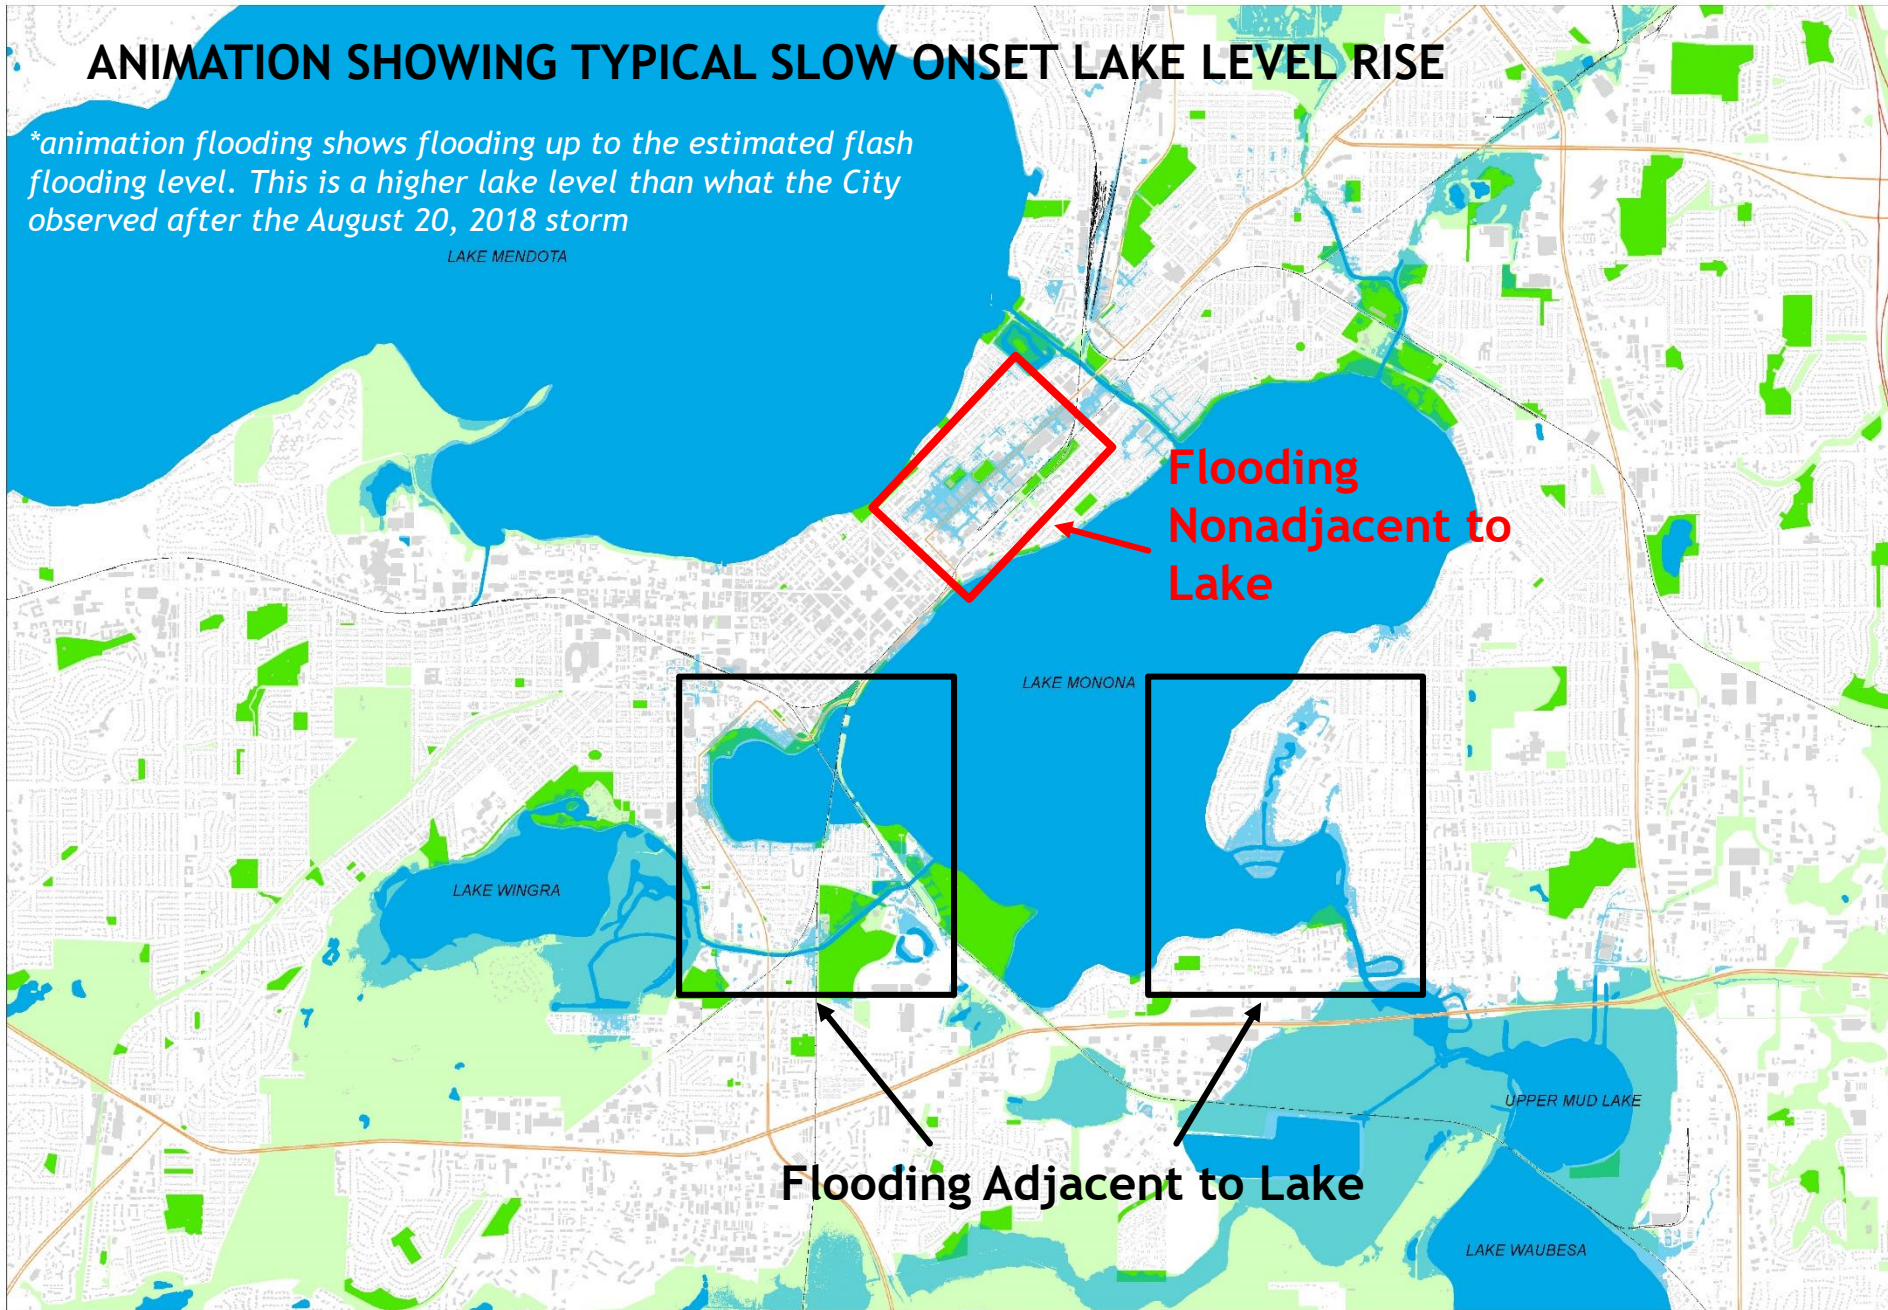 ANIMATION SHOWING TYPICAL SLOW ONSET LAKE LEVEL RISE
*animation flooding shows flooding up to the estimated flash
flooding level. This is a higher lake level than what the City
observed after the August 20, 2018 storm
LAKE MENDOTA
Flooding
Nonadjacent to
Lake
LAKE MONONA
LAKE WINGRA
UPPER MUD LAKE
Flooding Adjacent to Lake
LAKE WAUBESA